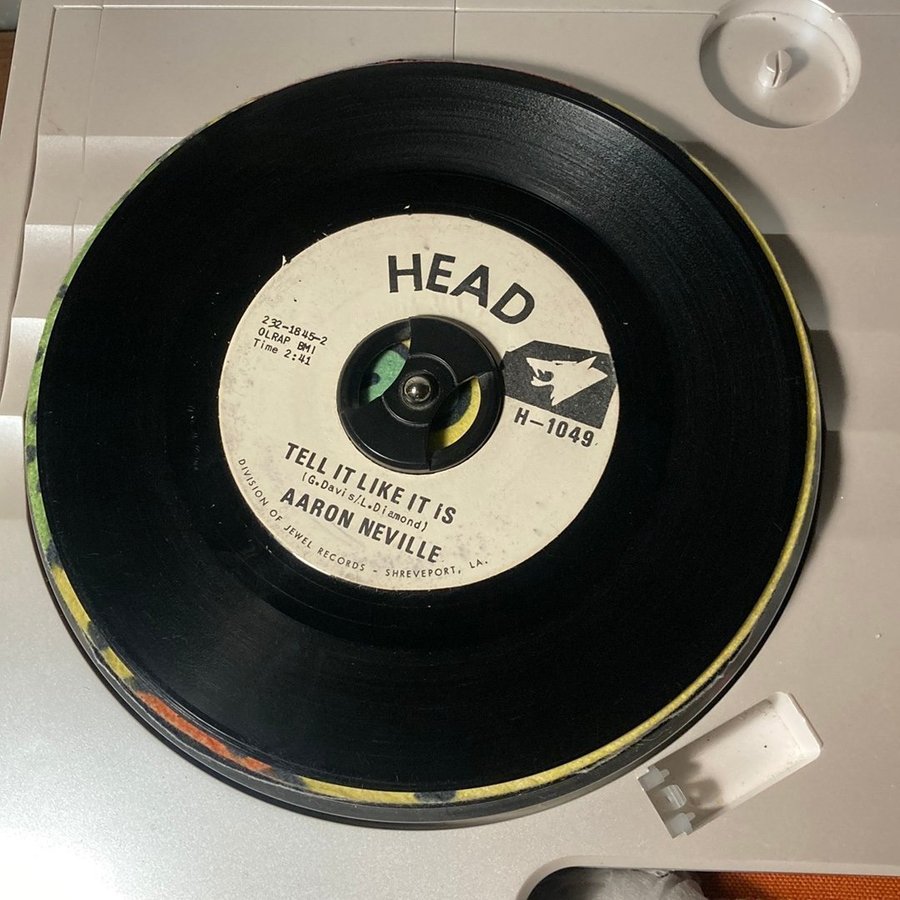 HEAD
232-1845-2
OLRAP BMI
Time 2:41
H-1049
TELL IT LIKE IT iS
(G.Davis/L.Diamond)
AARON NEVILLE
DIVISION OF JEWEL RECORDS - SHREVEPORT, LA.